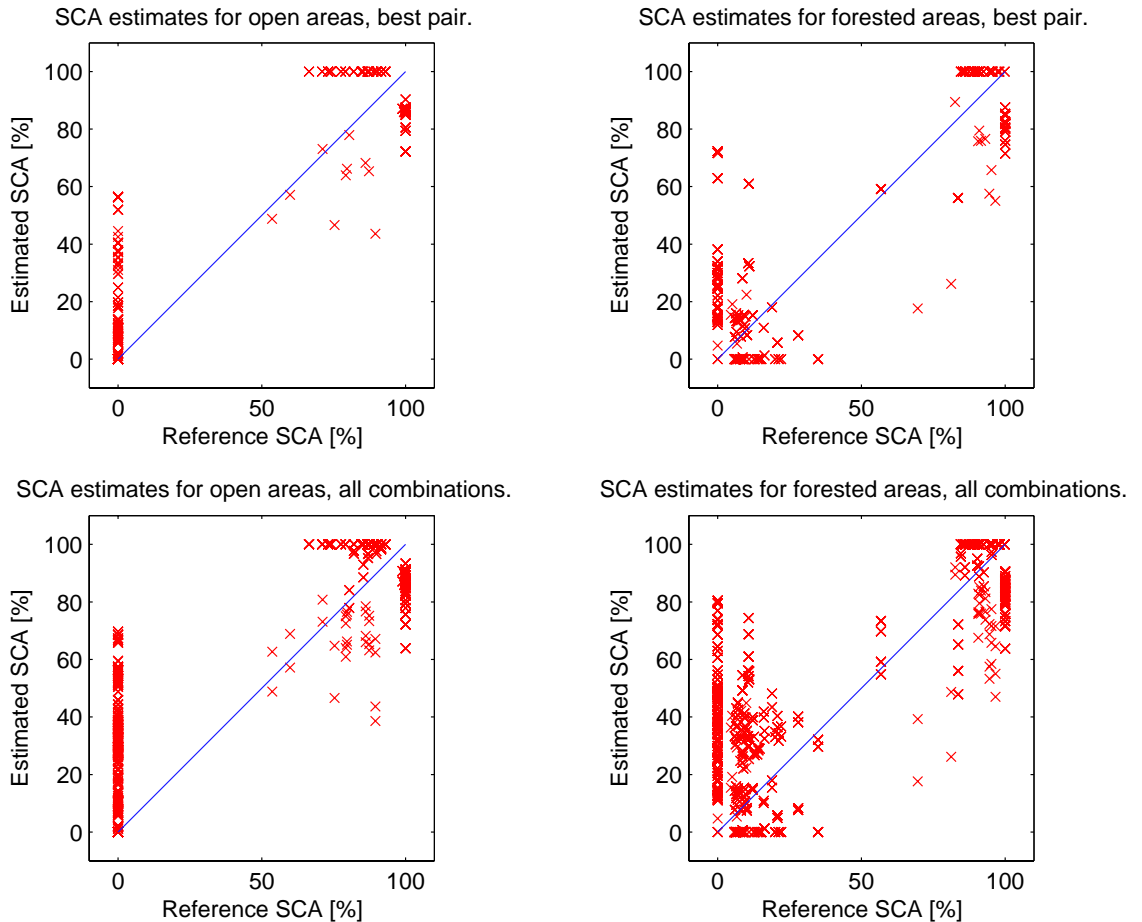 SCA estimates for open areas, best pair.
100
80
60
40
20
0
Estimated SCA [%]
0 50 100
Reference SCA [%]
SCA estimates for forested areas, best pair.
100
80
60
40
20
0
Estimated SCA [%]
0 50 100
Reference SCA [%]
SCA estimates for open areas, all combinations.
100
80
60
40
20
0
Estimated SCA [%]
0 50 100
Reference SCA [%]
SCA estimates for forested areas, all combinations.
100
80
60
40
20
0
Estimated SCA [%]
0 50 100
Reference SCA [%]